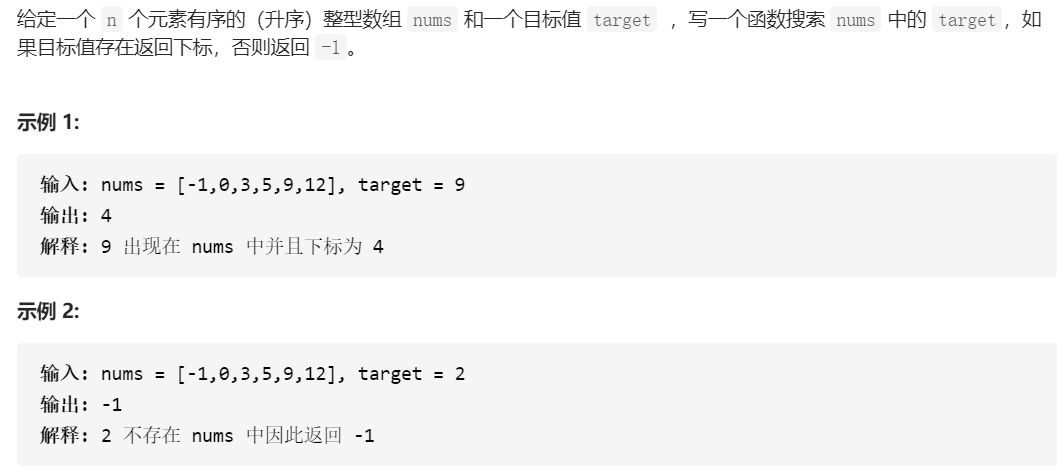 给定一个 n 个元素有序的（升序）整型数组 nums 和一个目标值 target ，写一个函数搜索 nums 中的 target，如
果目标值存在返回下标，否则返回 -1。
示例 1:
输入: nums = [-1,0,3,5,9,12], target = 9
输出: 4
解释: 9 出现在 nums 中并且下标为 4
示例 2:
输入: nums = [-1,0,3,5,9,12], target = 2
输出: -1
解释: 2 不存在 nums 中因此返回 -1